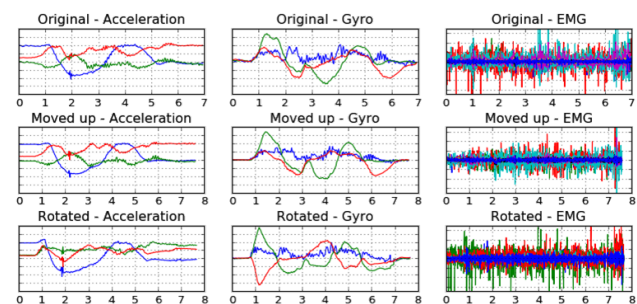 Original - Acceleration Original - Gyro Original - EMG
0 1 2 3 4 5 6 7 0 1 2 3 4 5 6 7 0 1 2 3 4 5 6 7 8
Moved up - Acceleration Moved up - Gyro Moved up - EMG
0 1 2 3 4 5 6 7 8 0 1 2 3 4 5 6 7 8 0 1 2 3 4 5 6 7 8
Rotated - Acceleration Rotated - Gyro Rotated - EMG
0 1 2 3 4 5 6 7 8 0 1 2 3 4 5 6 7 8 0 1 2 3 4 5 6 7 8